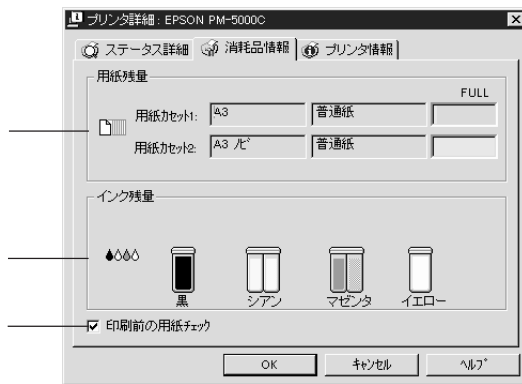 プリンタ詳細 : EPSON PM-5000C
ステータス詳細 消耗品情報 プリンタ情報
用紙残量
FULL
用紙カセット1: A3 普通紙
用紙カセット2: A3 ノビ 普通紙
インク残量
黒 シアン マゼンタ イエロー
印刷前の用紙チェック
OK キャンセル ヘルプ